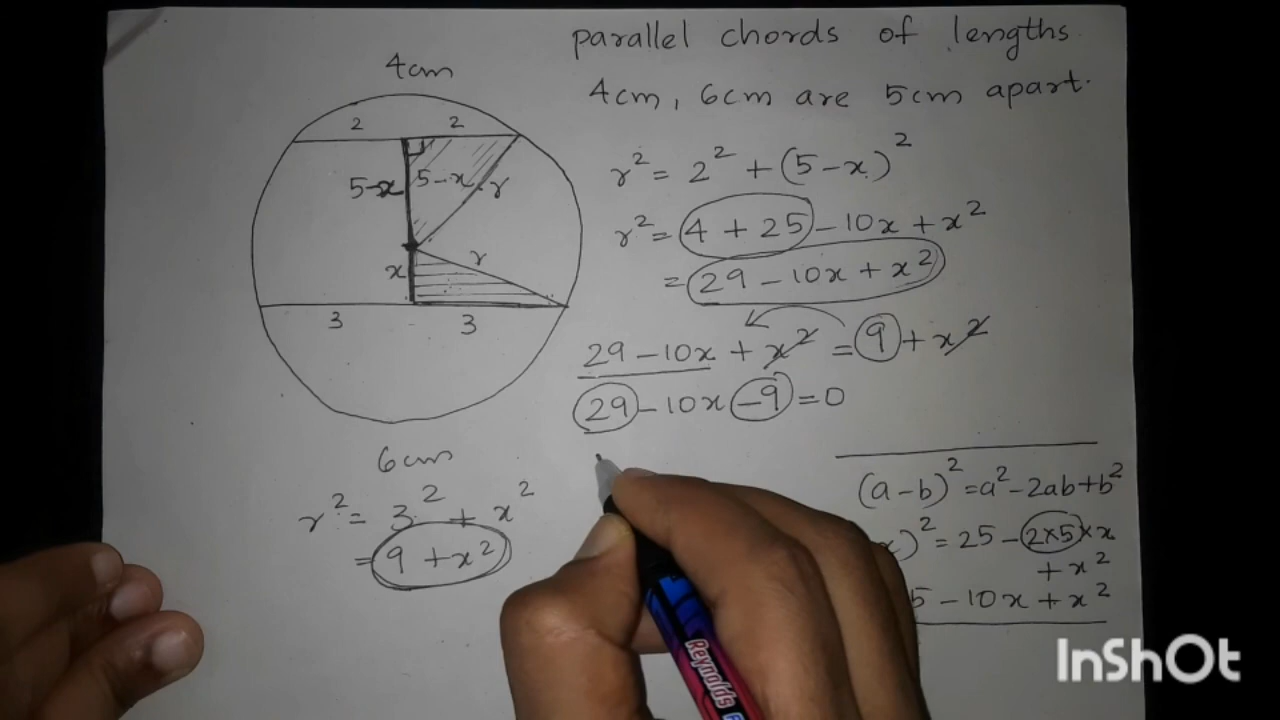 parallel chords of lengths
4cm, 6cm are 5cm apart.
4cm
2 2
5-x 5-x r
x r
3 3
6cm
r² = 3² + x²
= 9 + x²
r² = 2² + (5-x)²
r² = 4 + 25 - 10x + x²
= 29 - 10x + x²
29 - 10x + x² = 9 + x²
29 - 10x - 9 = 0
(a-b)² = a² - 2ab + b²
x)² = 25 - 2×5×x
+ x²
5 - 10x + x²
Reynolds
InShOt